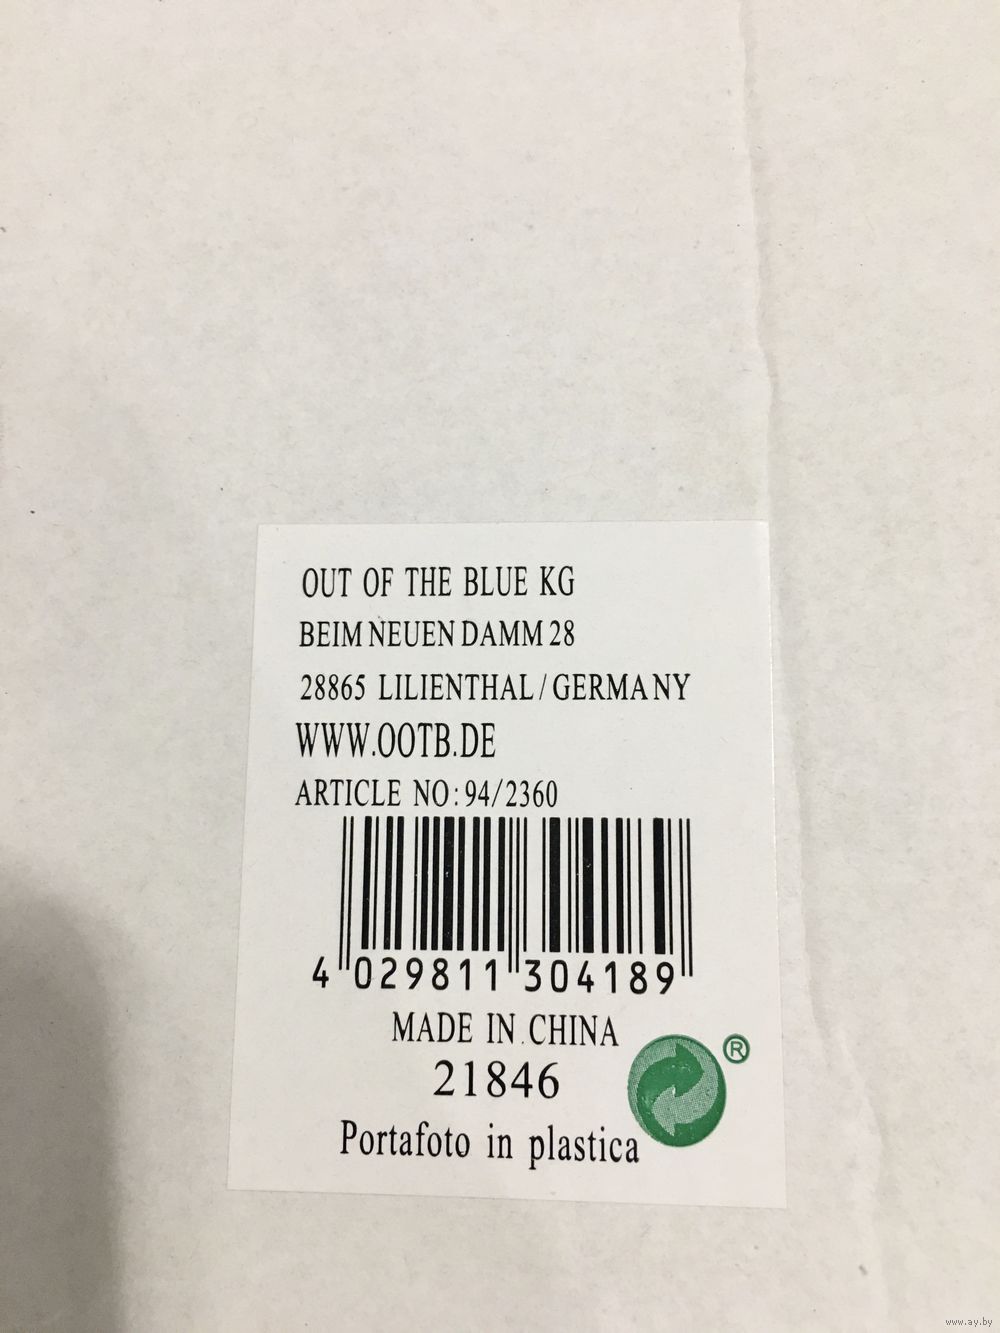 OUT OF THE BLUE KG
BEIM NEUEN DAMM 28
28865 LILIENTHAL/GERMANY
WWW.OOTB.DE
ARTICLE NO:94/2360
4 029811 304189
MADE IN CHINA
21846
®
Portafoto in plastica
www.ay.by